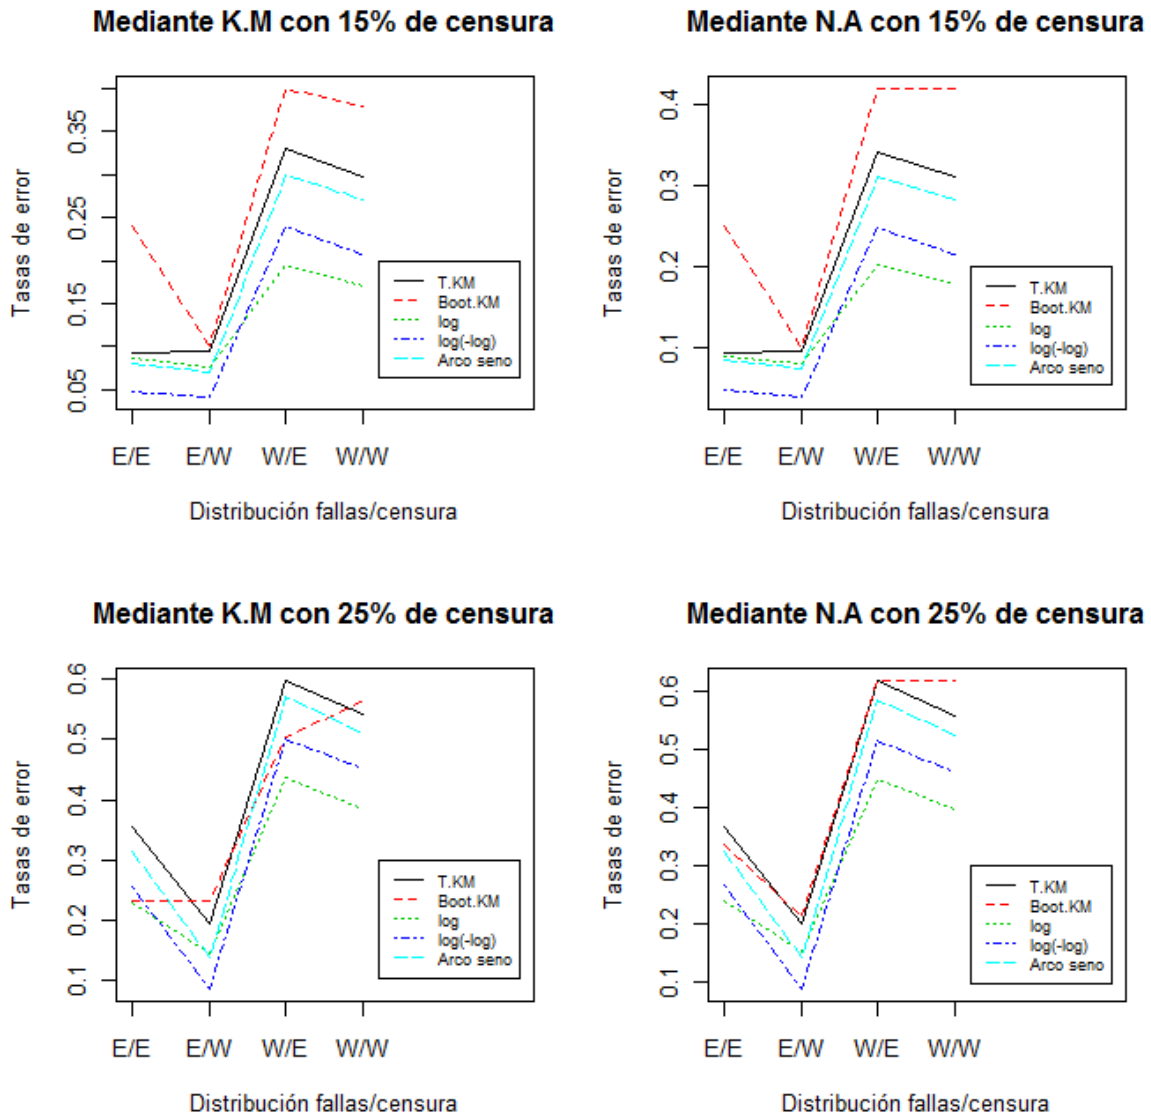 Mediante K.M con 15% de censura
Tasas de error
0.05 0.15 0.25 0.35
T.KM
Boot.KM
log
log(-log)
Arco seno
E/E E/W W/E W/W
Distribución fallas/censura
Mediante N.A con 15% de censura
Tasas de error
0.1 0.2 0.3 0.4
T.KM
Boot.KM
log
log(-log)
Arco seno
E/E E/W W/E W/W
Distribución fallas/censura
Mediante K.M con 25% de censura
Tasas de error
0.1 0.2 0.3 0.4 0.5 0.6
T.KM
Boot.KM
log
log(-log)
Arco seno
E/E E/W W/E W/W
Distribución fallas/censura
Mediante N.A con 25% de censura
Tasas de error
0.1 0.2 0.3 0.4 0.5 0.6
T.KM
Boot.KM
log
log(-log)
Arco seno
E/E E/W W/E W/W
Distribución fallas/censura